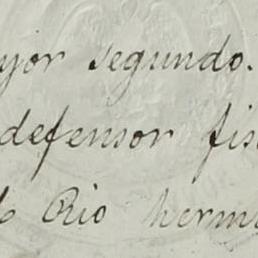 yor segundo.
defensor fis
Rio herm